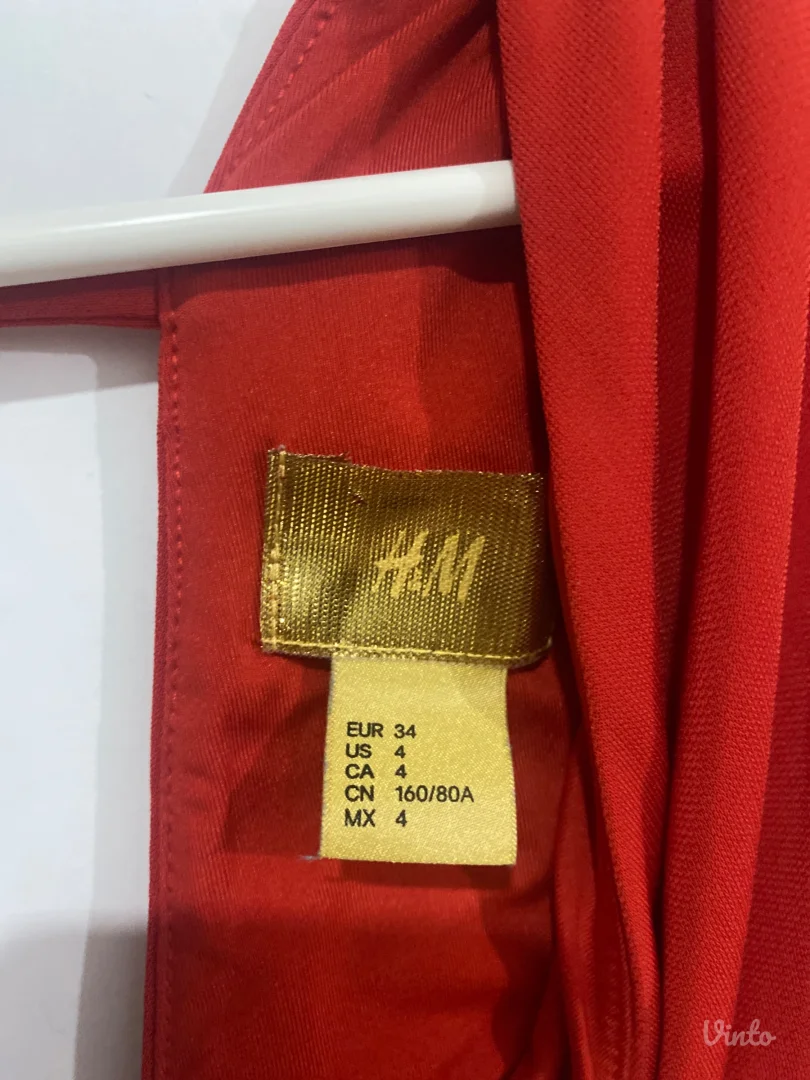 H&M
EUR 34
US 4
CA 4
CN 160/80A
MX 4
Vinto